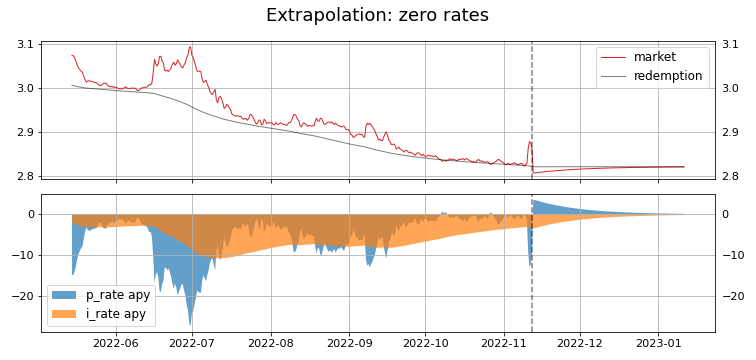 Extrapolation: zero rates
3.1 3.1
market
redemption
3.0 3.0
2.9 2.9
2.8 2.8
0 0
−10 −10
−20 −20
p_rate apy
i_rate apy
2022-06 2022-07 2022-08 2022-09 2022-10 2022-11 2022-12 2023-01